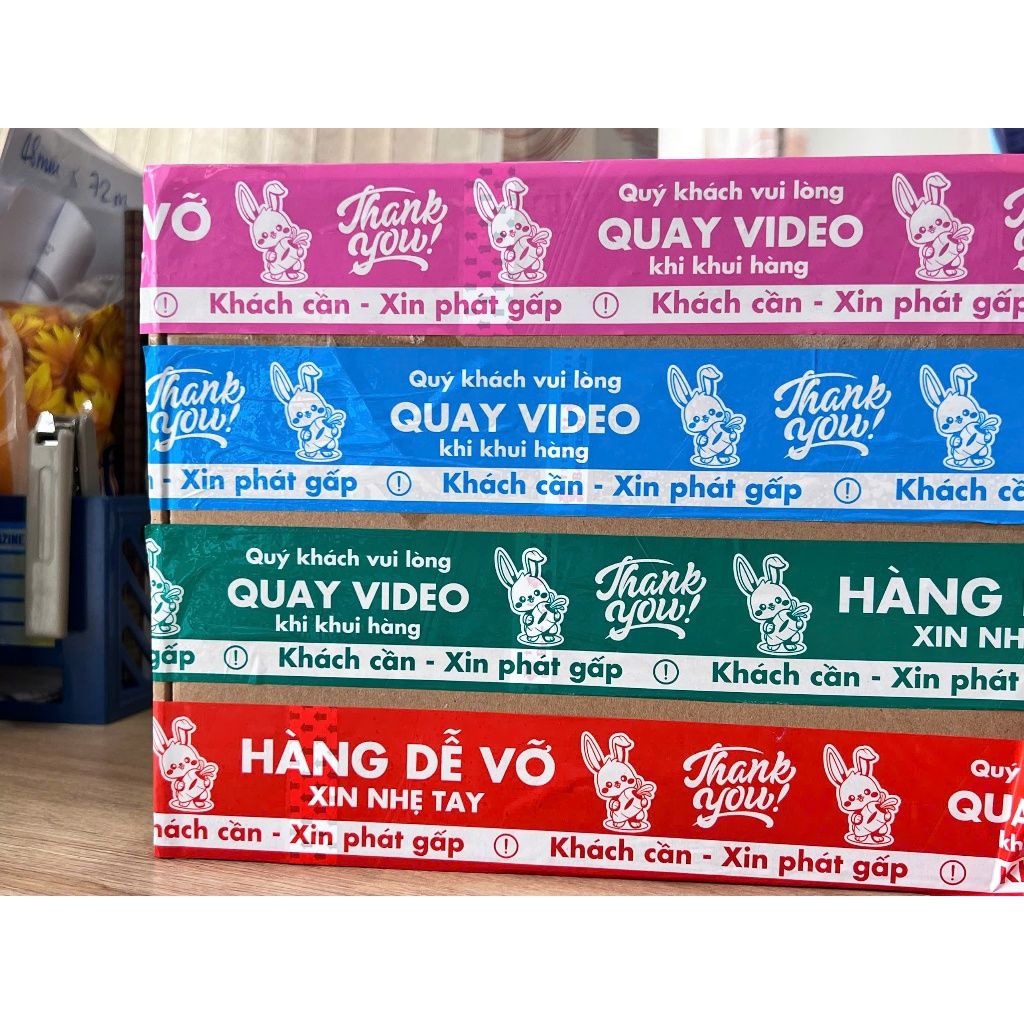 48mm x 72m
VỠ
Thank you!
Quý khách vui lòng
QUAY VIDEO
khi khui hàng
Khách cần - Xin phát gấp
Khách cần - Xin phát gấp
Thank you!
Quý khách vui lòng
QUAY VIDEO
khi khui hàng
Thank you!
- Xin phát gấp
Khách cần - Xin phát gấp
Khách
Quý khách vui lòng
QUAY VIDEO
khi khui hàng
Thank you!
HÀNG
XIN NH
gấp
Khách cần - Xin phát gấp
Khách cần - Xin phát
HÀNG DỄ VỠ
XIN NHẸ TAY
Thank you!
Quý
QUA
kh
hách cần - Xin phát gấp
Khách cần - Xin phát gấp